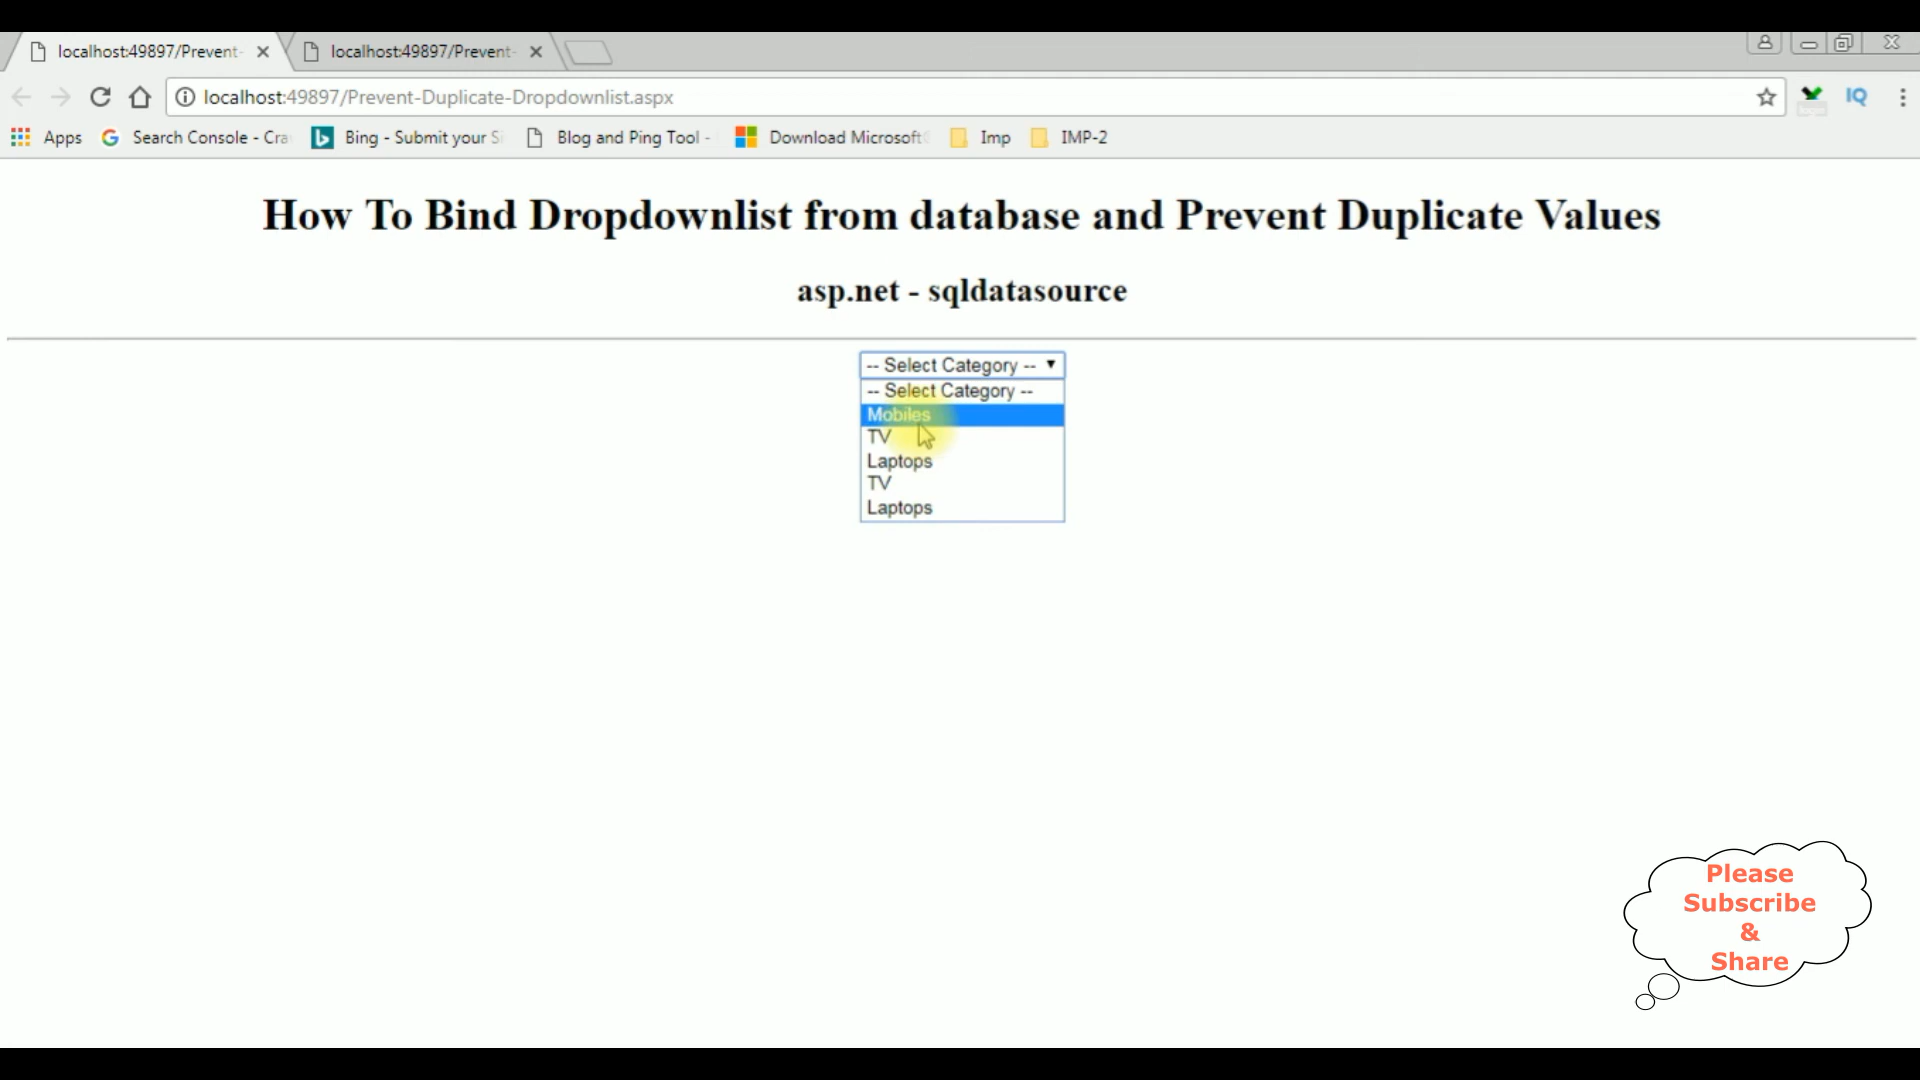 localhost:49897/Prevent-
localhost:49897/Prevent-
localhost:49897/Prevent-Duplicate-Dropdownlist.aspx
IQ
Apps
Search Console - Cra
Bing - Submit your S
Blog and Ping Tool -
Download Microsoft
Imp
IMP-2
How To Bind Dropdownlist from database and Prevent Duplicate Values
asp.net - sqldatasource
-- Select Category --
-- Select Category --
Mobiles
TV
Laptops
TV
Laptops
Please
Subscribe
&
Share